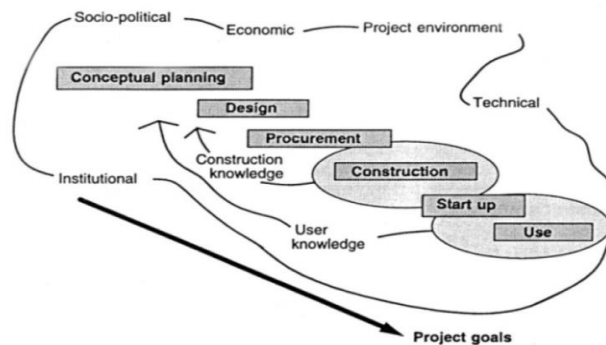 Socio-political
Economic
Project environment
Conceptual planning
Technical
Design
Procurement
Construction
knowledge
Construction
Institutional
Start up
User
knowledge
Use
Project goals